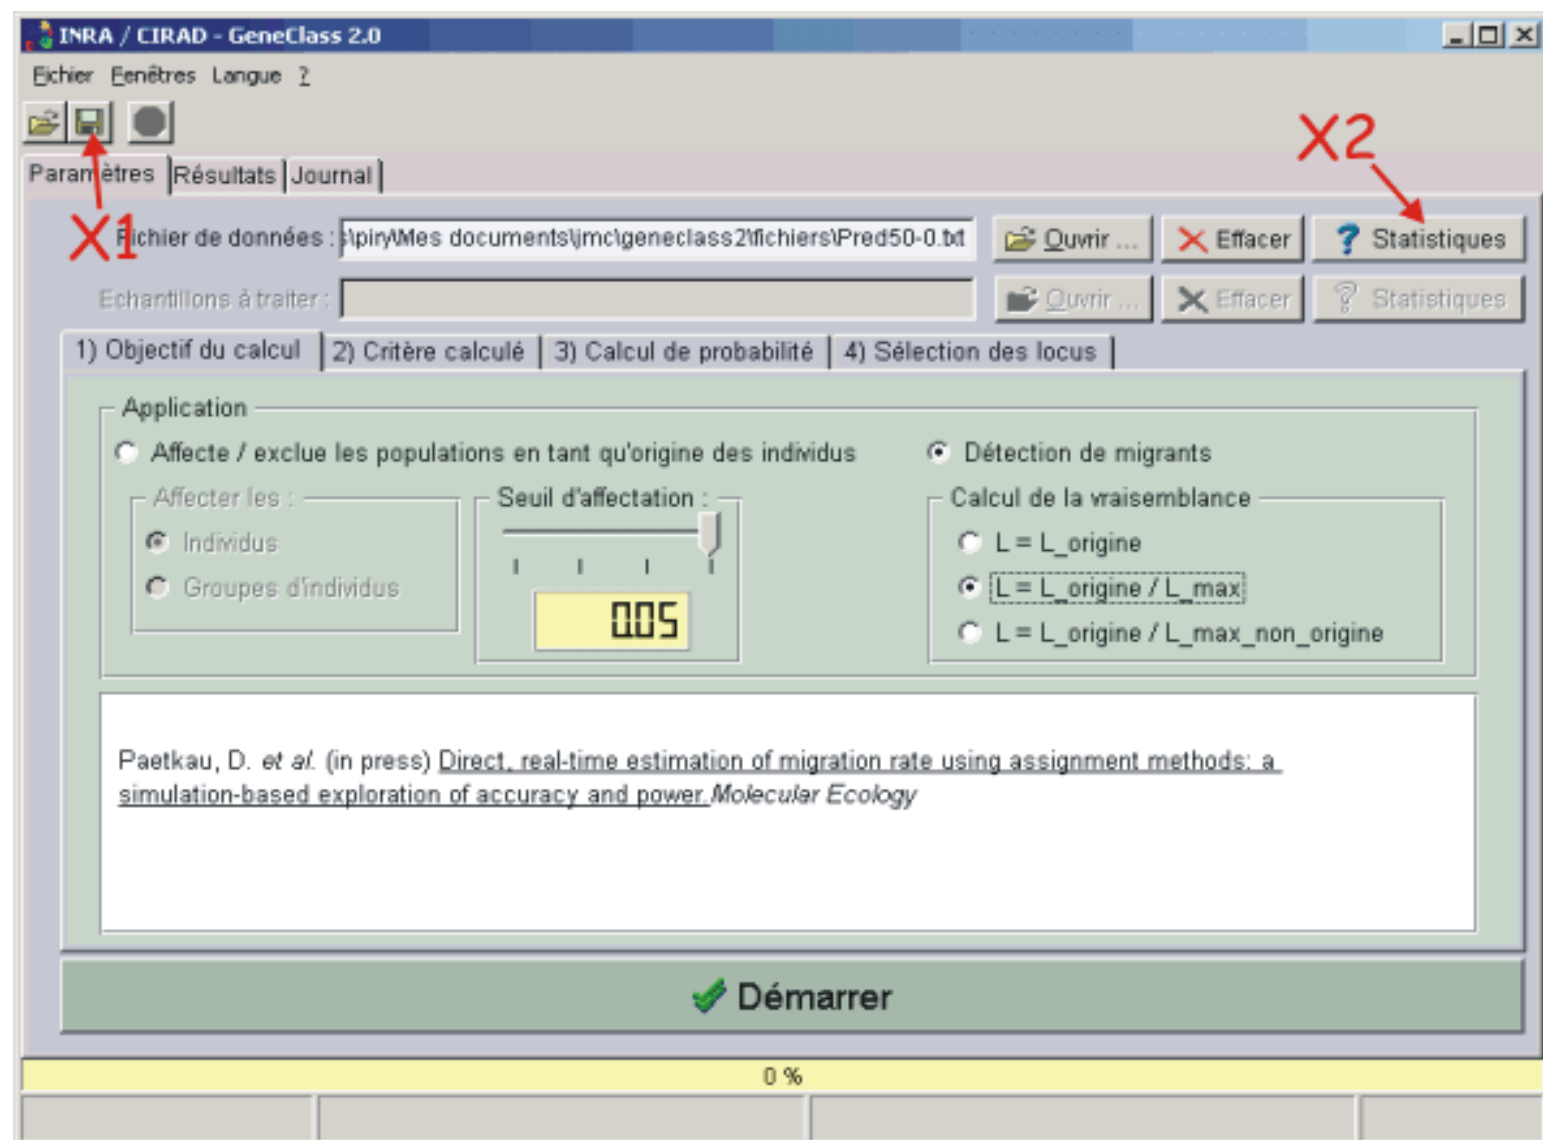 INRA / CIRAD - GeneClass 2.0
Fichier Fenêtres Langue ?
X2
Paramètres Résultats Journal
X1
Fichier de données : s\piry\Mes documents\jmc\geneclass2\fichiers\Pred50-0.txt Ouvrir ... Effacer ? Statistiques
Echantillons à traiter : Ouvrir ... Effacer ? Statistiques
1) Objectif du calcul 2) Critère calculé 3) Calcul de probabilité 4) Sélection des locus
Application
Affecte / exclue les populations en tant qu'origine des individus Détection de migrants
Affecter les : Seuil d'affectation : Calcul de la vraisemblance
Individus L = L_origine
Groupes d'individus L = L_origine / L_max
0.05 L = L_origine / L_max_non_origine
Paetkau, D. et al. (in press) Direct, real-time estimation of migration rate using assignment methods: a
simulation-based exploration of accuracy and power. Molecular Ecology
Démarrer
0 %